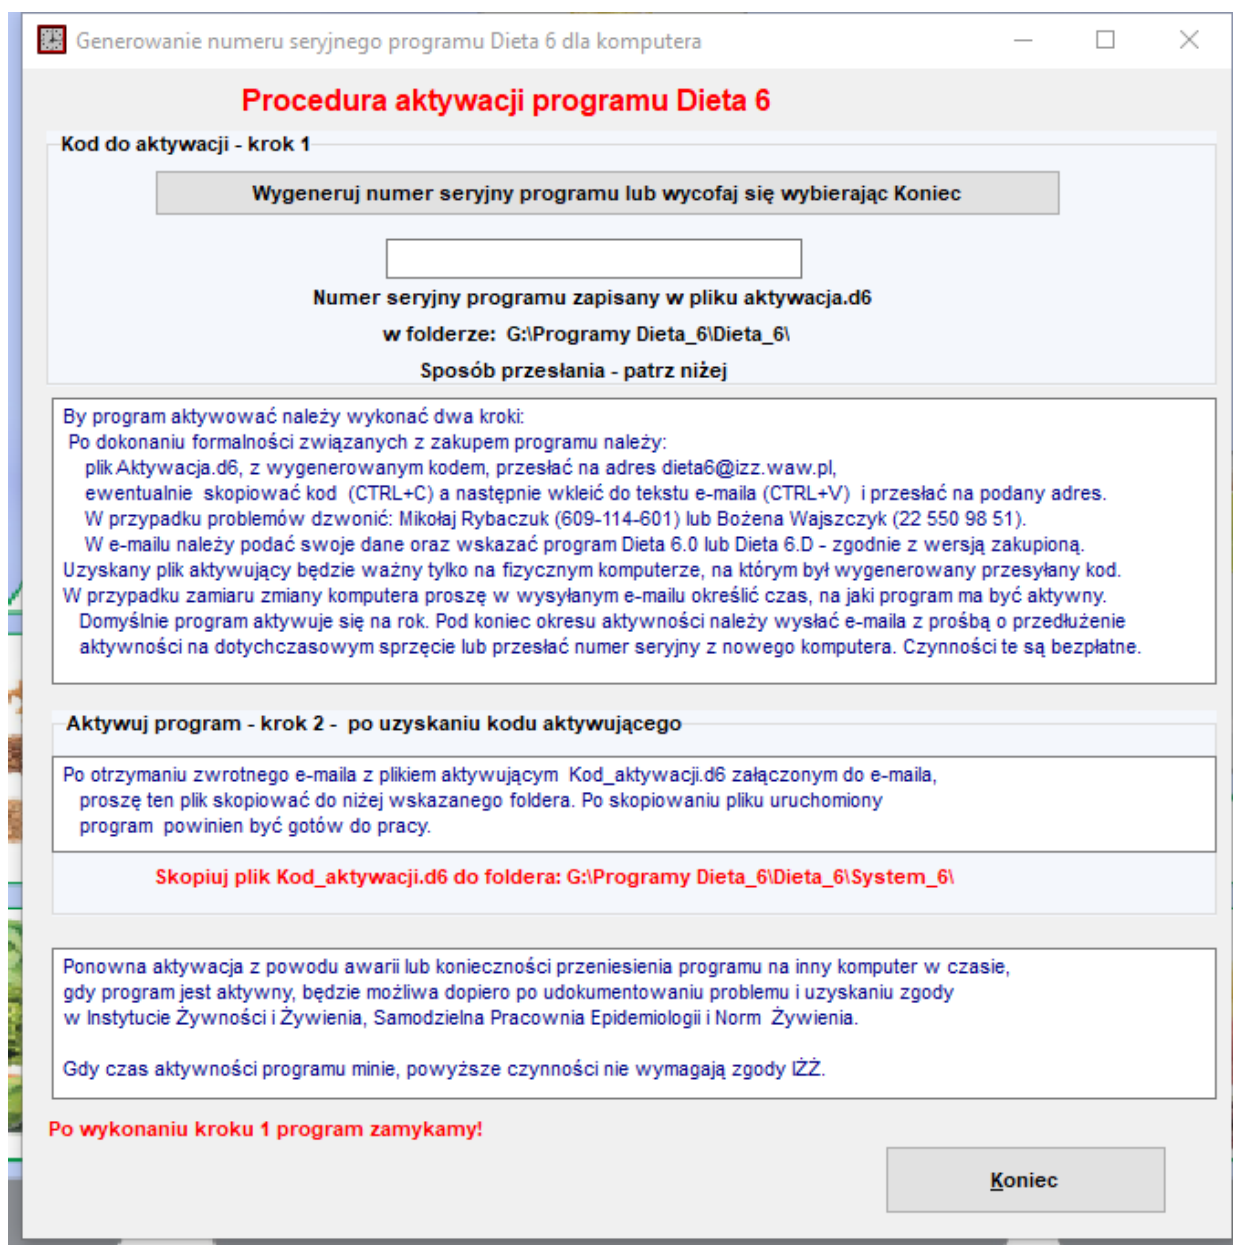 Generowanie numeru seryjnego programu Dieta 6 dla komputera
Procedura aktywacji programu Dieta 6
Kod do aktywacji - krok 1
Wygeneruj numer seryjny programu lub wycofaj się wybierając Koniec
Numer seryjny programu zapisany w pliku aktywacja.d6
w folderze: G:\Programy Dieta_6\Dieta_6\
Sposób przesłania - patrz niżej
By program aktywować należy wykonać dwa kroki:
Po dokonaniu formalności związanych z zakupem programu należy:
plik Aktywacja.d6, z wygenerowanym kodem, przesłać na adres dieta6@izz.waw.pl,
ewentualnie skopiować kod (CTRL+C) a następnie wkleić do tekstu e-maila (CTRL+V) i przesłać na podany adres.
W przypadku problemów dzwonić: Mikołaj Rybaczuk (609-114-601) lub Bożena Wajszczyk (22 550 98 51).
W e-mailu należy podać swoje dane oraz wskazać program Dieta 6.0 lub Dieta 6.D - zgodnie z wersją zakupioną.
Uzyskany plik aktywujący będzie ważny tylko na fizycznym komputerze, na którym był wygenerowany przesyłany kod.
W przypadku zamiaru zmiany komputera proszę w wysyłanym e-mailu określić czas, na jaki program ma być aktywny.
Domyślnie program aktywuje się na rok. Pod koniec okresu aktywności należy wysłać e-maila z prośbą o przedłużenie
aktywności na dotychczasowym sprzęcie lub przesłać numer seryjny z nowego komputera. Czynności te są bezpłatne.
Aktywuj program - krok 2 - po uzyskaniu kodu aktywującego
Po otrzymaniu zwrotnego e-maila z plikiem aktywującym Kod_aktywacji.d6 załączonym do e-maila,
proszę ten plik skopiować do niżej wskazanego foldera. Po skopiowaniu pliku uruchomiony
program powinien być gotów do pracy.
Skopiuj plik Kod_aktywacji.d6 do foldera: G:\Programy Dieta_6\Dieta_6\System_6\
Ponowna aktywacja z powodu awarii lub konieczności przeniesienia programu na inny komputer w czasie,
gdy program jest aktywny, będzie możliwa dopiero po udokumentowaniu problemu i uzyskaniu zgody
w Instytucie Żywności i Żywienia, Samodzielna Pracownia Epidemiologii i Norm Żywienia.
Gdy czas aktywności programu minie, powyższe czynności nie wymagają zgody IŻŻ.
Po wykonaniu kroku 1 program zamykamy!
Koniec